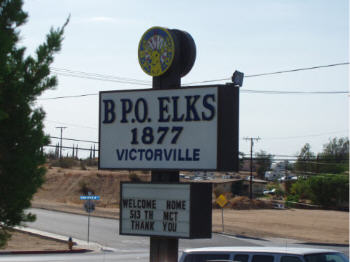 B P.O. ELKS
1877
VICTORVILLE
WELCOME HOME
513 TH MCT
THANK YOU